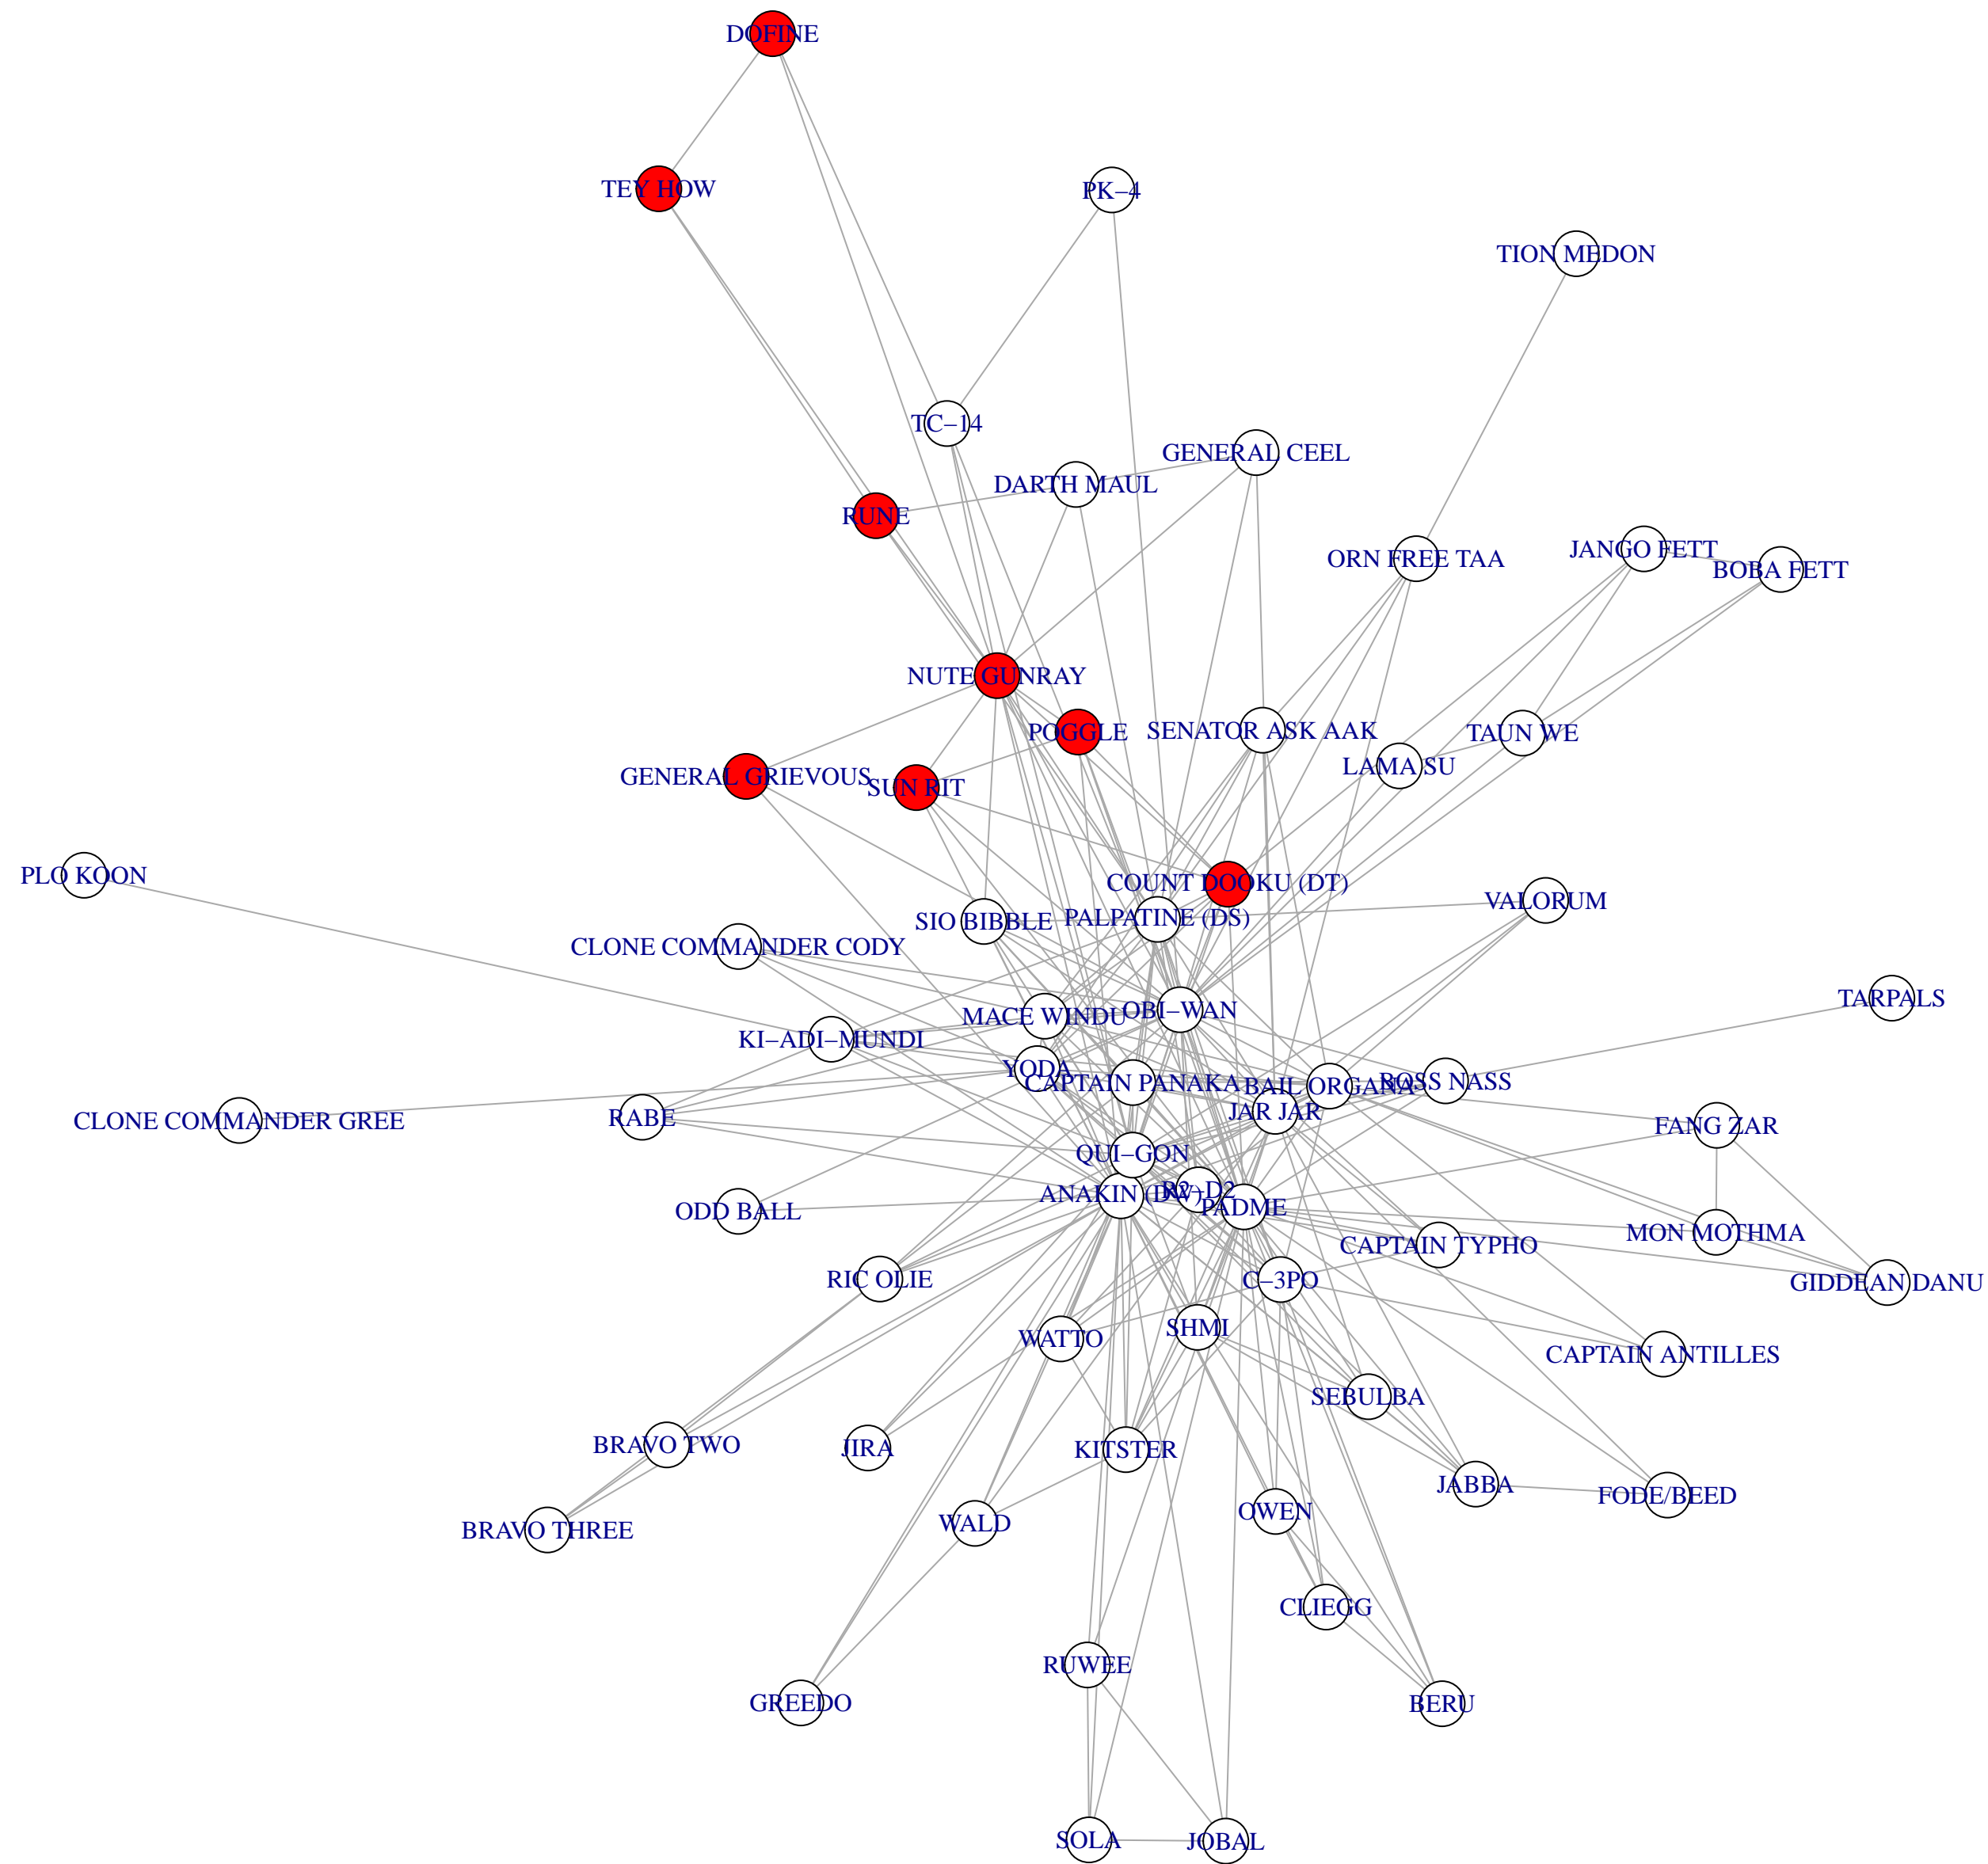 DOFINE
TEY HOW
PK–4
TION MEDON
TC–14
GENERAL CEEL
DARTH MAUL
RUNE
ORN FREE TAA
JANGO FETT
BOBA FETT
NUTE GUNRAY
POGGLE
SENATOR ASK AAK
TAUN WE
LAMA SU
GENERAL GRIEVOUS
SUN RIT
PLO KOON
COUNT DOOKU (DT)
VALORUM
SIO BIBBLE
PALPATINE (DS)
CLONE COMMANDER CODY
TARPALS
MACE WINDU
OBI–WAN
KI–ADI–MUNDI
YODA
CAPTAIN PANAKA
BAIL ORGANA
BOSS NASS
JAR JAR
CLONE COMMANDER GREE
RABE
FANG ZAR
QUI–GON
ANAKIN (DV)
R2–D2
PADME
ODD BALL
MON MOTHMA
CAPTAIN TYPHO
RIC OLIE
C–3PO
GIDDEAN DANU
WATTO
SHMI
CAPTAIN ANTILLES
SEBULBA
BRAVO TWO
JIRA
KITSTER
JABBA
FODE/BEED
BRAVO THREE
WALD
OWEN
CLIEGG
RUWEE
GREEDO
BERU
SOLA
JOBAL